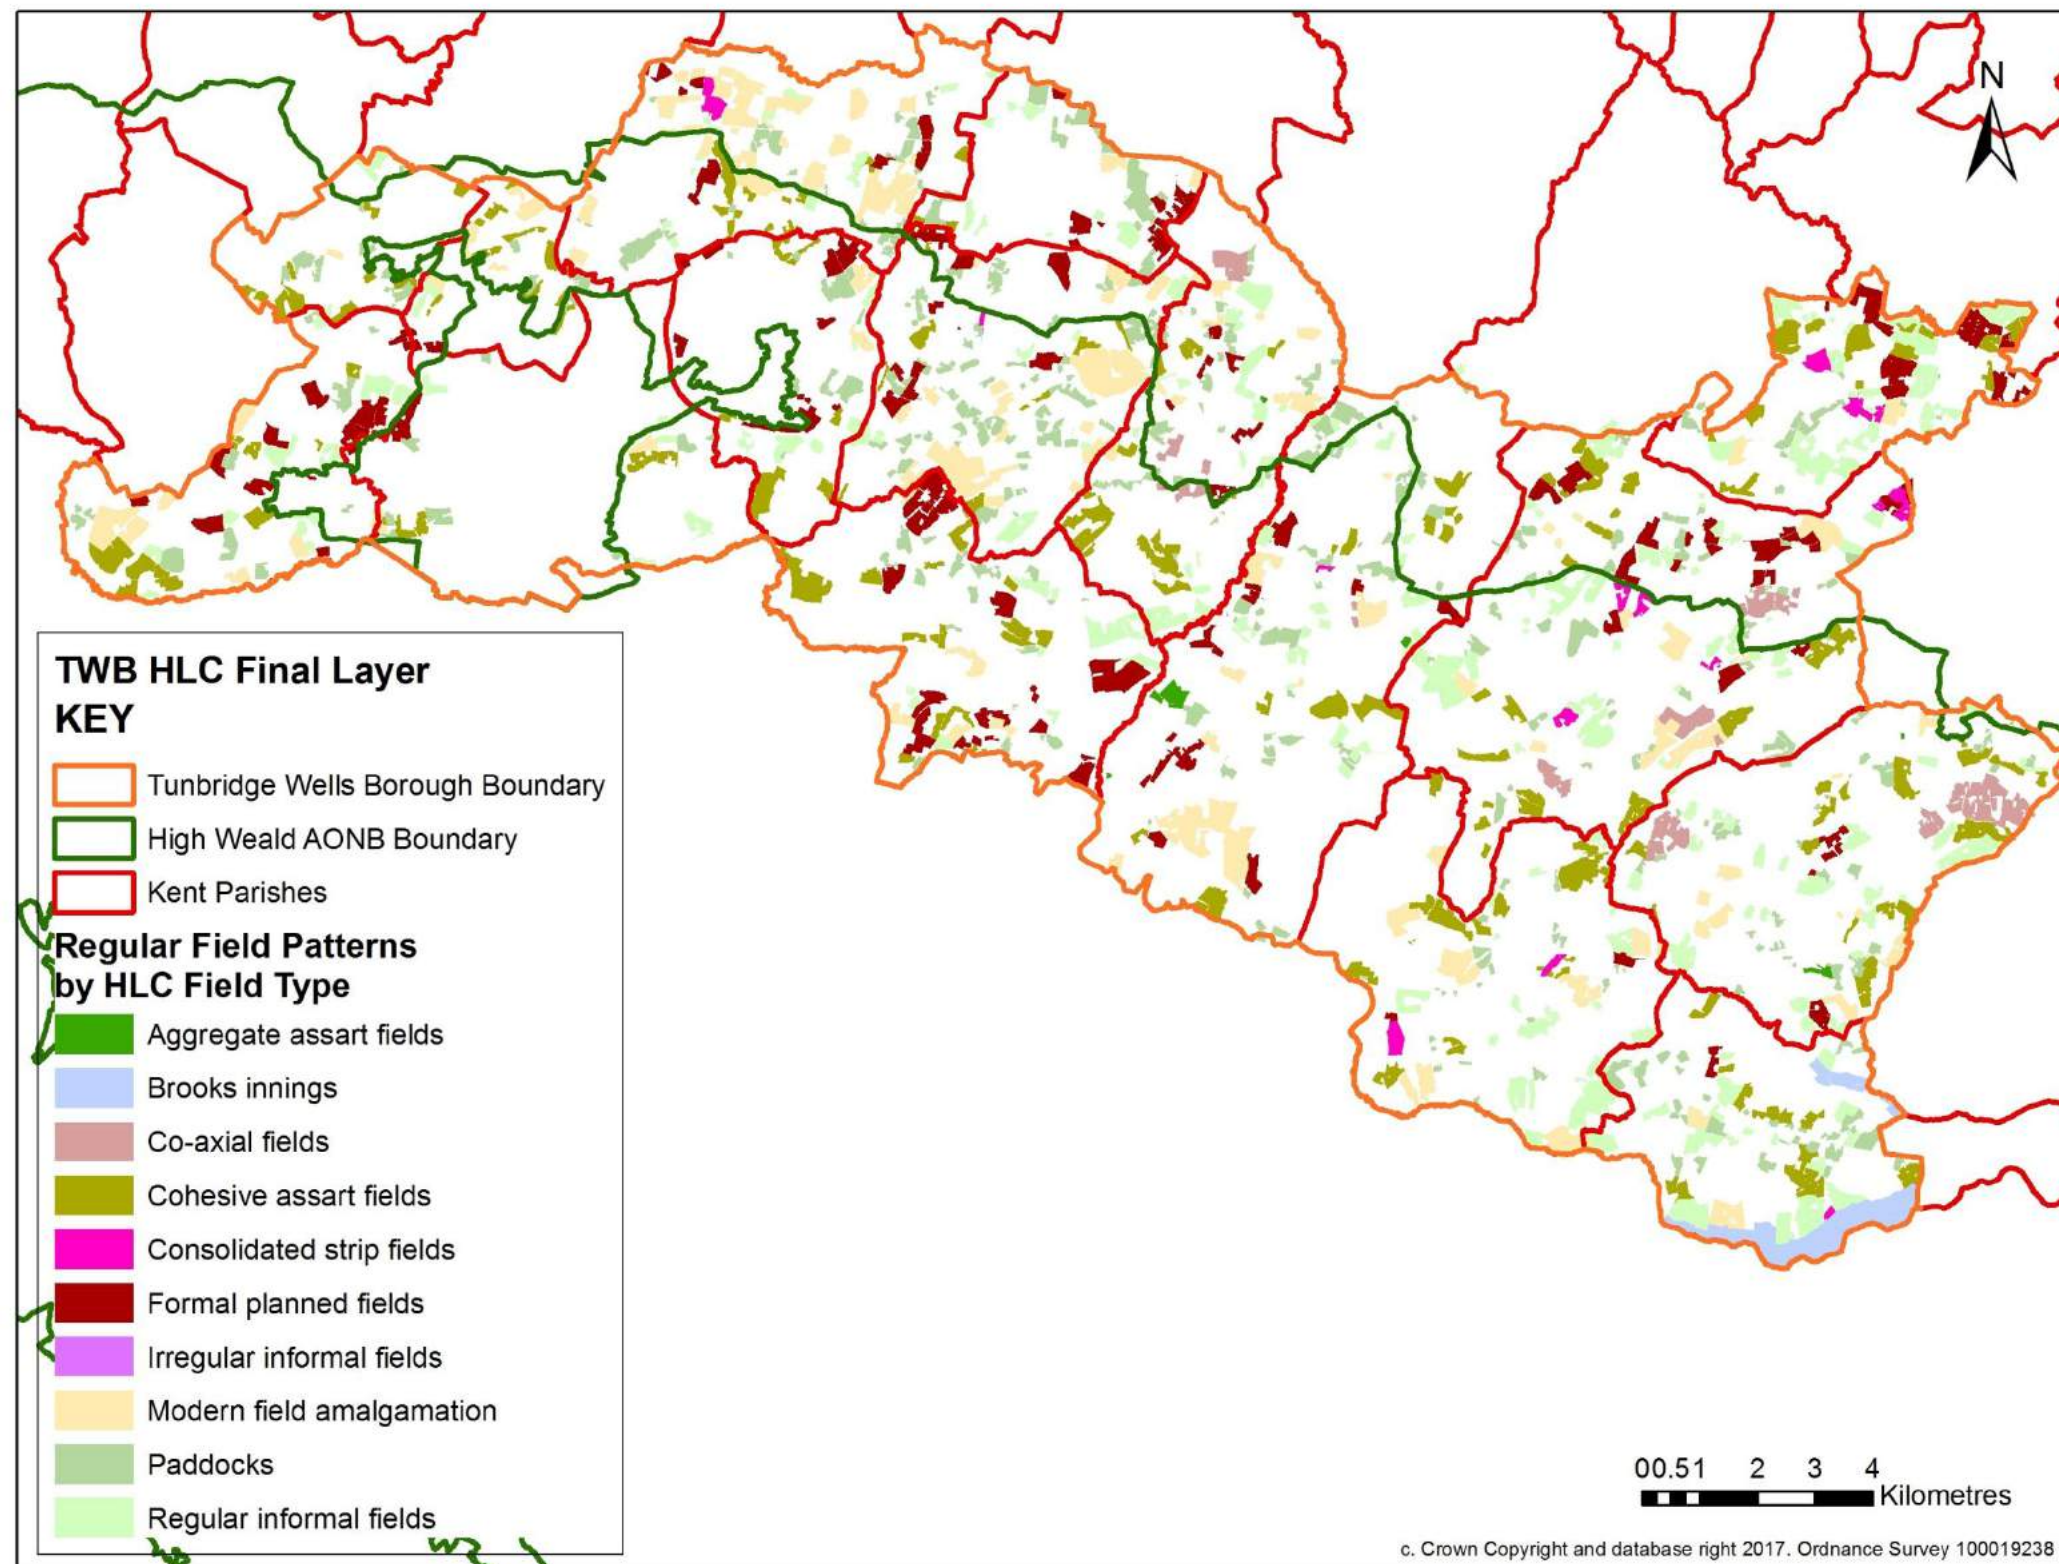 N
TWB HLC Final Layer
KEY
Tunbridge Wells Borough Boundary
High Weald AONB Boundary
Kent Parishes
Regular Field Patterns
by HLC Field Type
Aggregate assart fields
Brooks innings
Co-axial fields
Cohesive assart fields
Consolidated strip fields
Formal planned fields
Irregular informal fields
Modern field amalgamation
Paddocks
Regular informal fields
00.51 2 3 4
Kilometres
c. Crown Copyright and database right 2017. Ordnance Survey 100019238